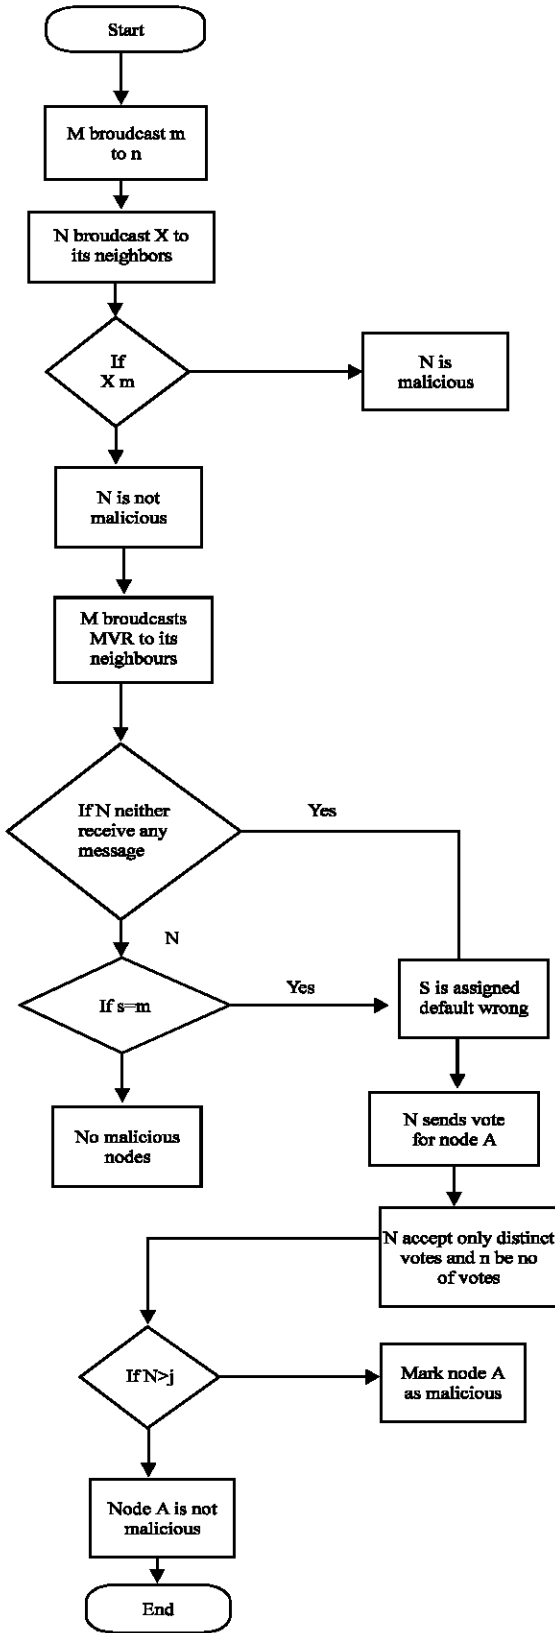 Start
M broudcast m
to n
N broudcast X to
its neighbors
If
X m
N is
malicious
N is not
malicious
M broudcasts
MVR to its
neighbours
If N neither
receive any
message
Yes
N
If s=m
Yes
S is assigned
default wrong
No malicious
nodes
N sends vote
for node A
N accept only distinct
votes and n be no
of votes
If N>j
Mark node A
as malicious
Node A is not
malicious
End